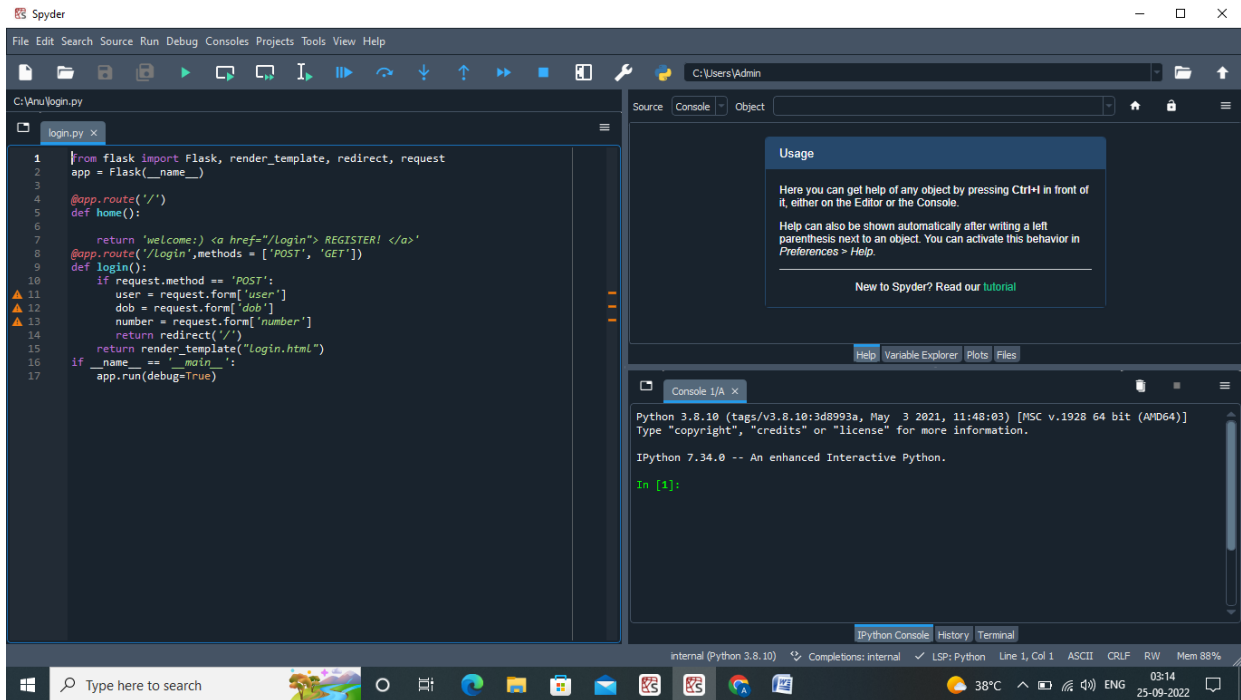 Spyder
File Edit Search Source Run Debug Consoles Projects Tools View Help
C:\Users\Admin
C:\Anu\login.py
login.py
1 from flask import Flask, render_template, redirect, request
2 app = Flask(__name__)
3
4 @app.route('/')
5 def home():
6
7 return 'welcome:) <a href="/login"> REGISTER! </a>'
8 @app.route('/login',methods = ['POST', 'GET'])
9 def login():
10 if request.method == 'POST':
11 user = request.form['user']
12 dob = request.form['dob']
13 number = request.form['number']
14 return redirect('/')
15 return render_template("login.html")
16 if __name__ == '__main__':
17 app.run(debug=True)
Source Console Object
Usage
Here you can get help of any object by pressing Ctrl+I in front of
it, either on the Editor or the Console.
Help can also be shown automatically after writing a left
parenthesis next to an object. You can activate this behavior in
Preferences > Help.
New to Spyder? Read our tutorial
Help Variable Explorer Plots Files
Console 1/A
Python 3.8.10 (tags/v3.8.10:3d8993a, May  3 2021, 11:48:03) [MSC v.1928 64 bit (AMD64)]
Type "copyright", "credits" or "license" for more information.
IPython 7.34.0 -- An enhanced Interactive Python.
In [1]:
IPython Console History Terminal
internal (Python 3.8.10) Completions: internal LSP: Python Line 1, Col 1 ASCII CRLF RW Mem 88%
Type here to search
38°C ENG
03:14
25-09-2022